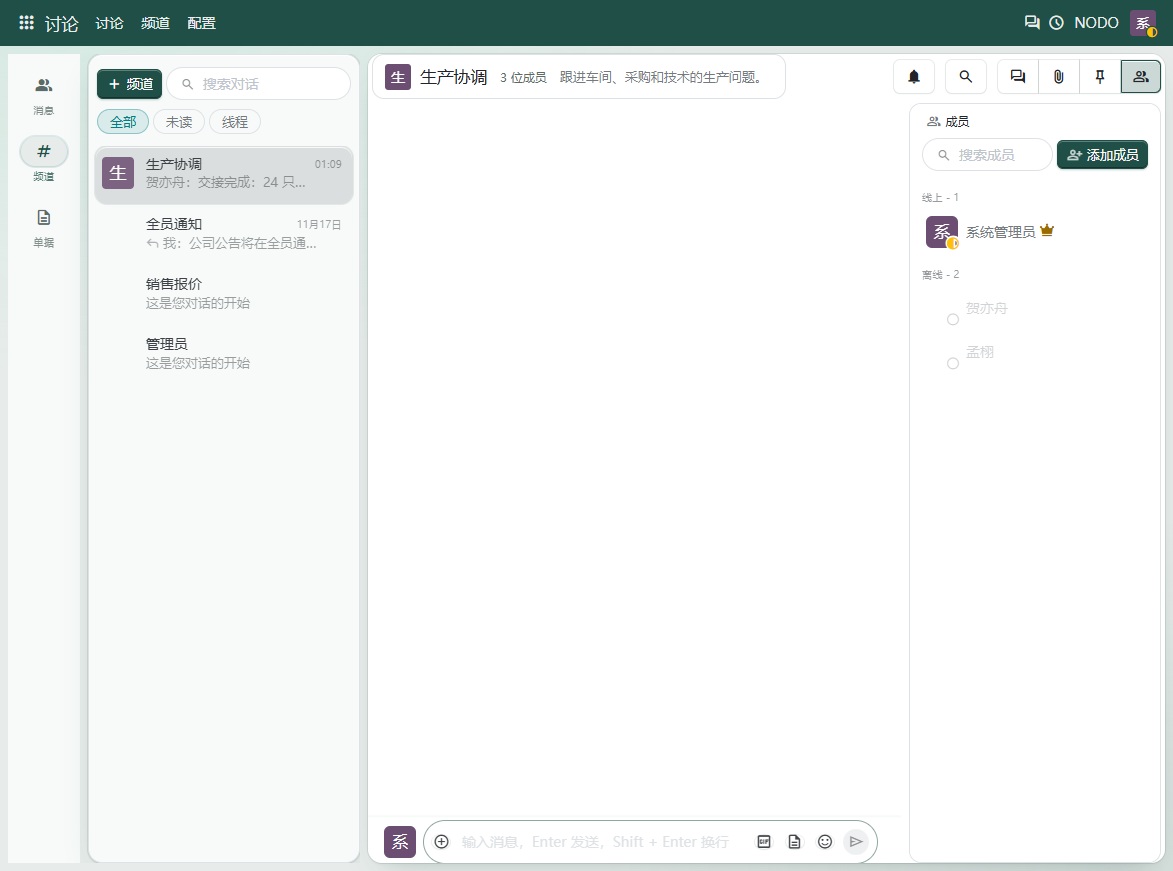 讨论 讨论 频道 配置 NODO 系
消息
频道
单据
+ 频道 搜索对话
全部 未读 线程
生 生产协调 01:09
贺亦舟：交接完成：24 只...
全员通知 11月17日
我：公司公告将在全员通...
销售报价
这是您对话的开始
管理员
这是您对话的开始
生 生产协调 3 位成员 跟进车间、采购和技术的生产问题。
成员
搜索成员 添加成员
线上 - 1
系 系统管理员
离线 - 2
贺亦舟
孟栩
系 输入消息，Enter 发送，Shift + Enter 换行 GIF